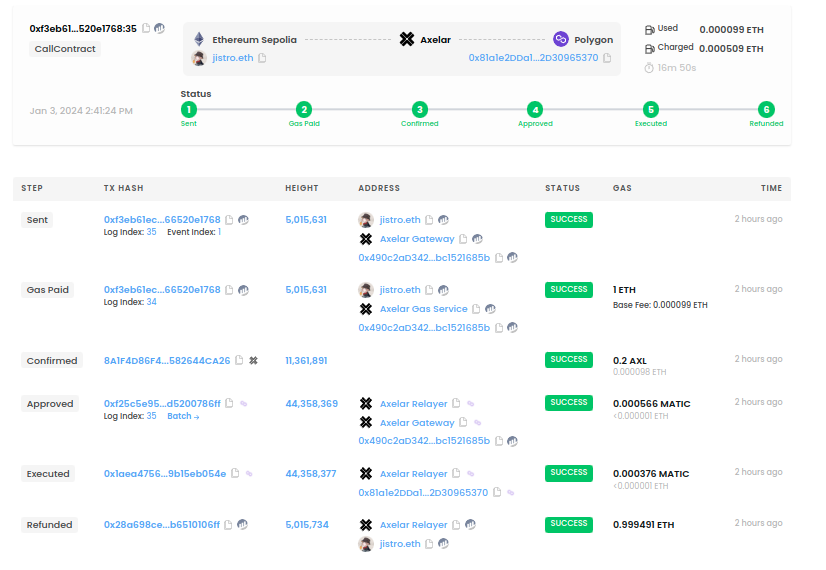 0xf3eb61...520e1768:35
CallContract
Ethereum Sepolia
Axelar
Polygon
jistro.eth
0x81a1e2DDa1...2D30965370
Used 0.000099 ETH
Charged 0.000509 ETH
16m 50s
Jan 3, 2024 2:41:24 PM
Status
1 2 3 4 5 6
Sent Gas Paid Confirmed Approved Executed Refunded
STEP TX HASH HEIGHT ADDRESS STATUS GAS TIME
Sent 0xf3eb61ec...66520e1768 5,015,631 jistro.eth SUCCESS 2 hours ago
Log Index: 35 Event Index: 1
Axelar Gateway
0x490c2aD342...bc1521685b
Gas Paid 0xf3eb61ec...66520e1768 5,015,631 jistro.eth SUCCESS 1 ETH 2 hours ago
Log Index: 34 Base Fee: 0.000099 ETH
Axelar Gas Service
0x490c2aD342...bc1521685b
Confirmed 8A1F4D86F4...582644CA26 11,361,891 SUCCESS 0.2 AXL 2 hours ago
0.000098 ETH
Approved 0xf25c5e95...d5200786ff 44,358,369 Axelar Relayer SUCCESS 0.000566 MATIC 2 hours ago
Log Index: 35 Batch → <0.000001 ETH
Axelar Gateway
0x490c2aD342...bc1521685b
Executed 0x1aea4756...9b15eb054e 44,358,377 Axelar Relayer SUCCESS 0.000376 MATIC 2 hours ago
<0.000001 ETH
0x81a1e2DDa1...2D30965370
Refunded 0x28a698ce...b6510106ff 5,015,734 Axelar Relayer SUCCESS 0.999491 ETH 2 hours ago
jistro.eth